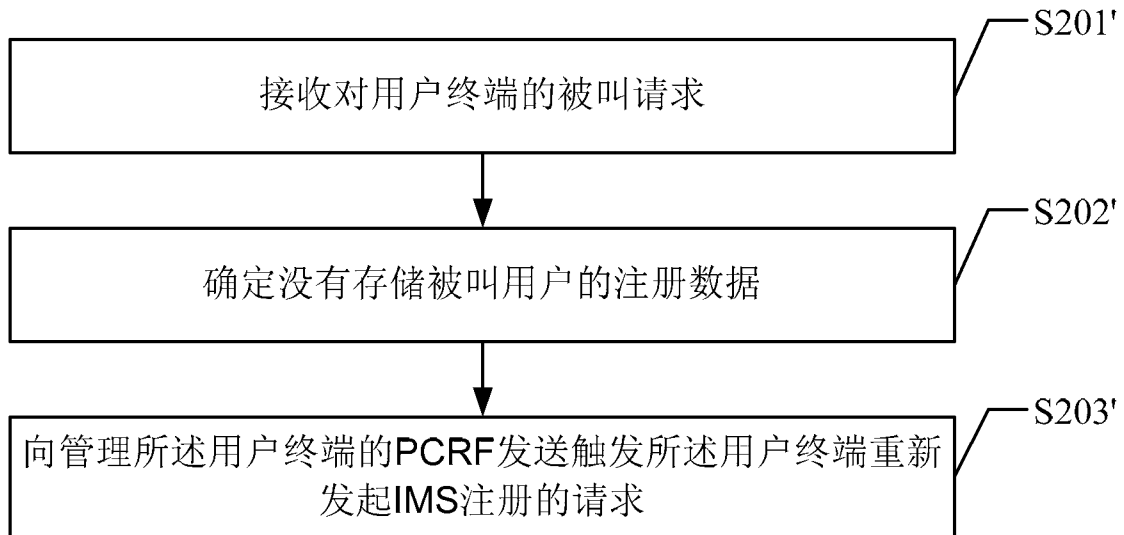 S201'
接收对用户终端的被叫请求
S202'
确定没有存储被叫用户的注册数据
S203'
向管理所述用户终端的PCRF发送触发所述用户终端重新
发起IMS注册的请求